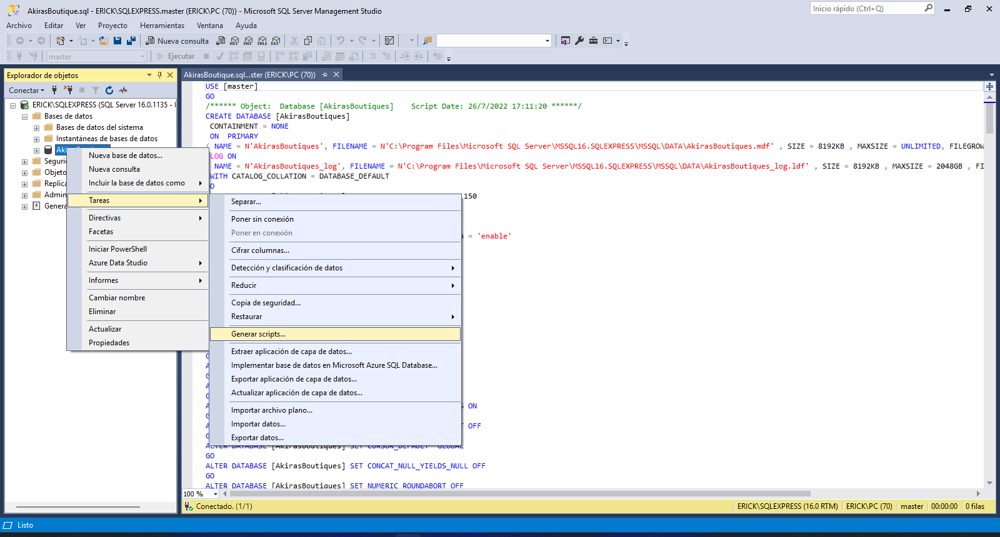 AkirasBoutique.sql - ERICK\SQLEXPRESS.master (ERICK\PC (70)) - Microsoft SQL Server Management Studio
Inicio rápido (Ctrl+Q)
Archivo Editar Ver Proyecto Herramientas Ventana Ayuda
Nueva consulta MDX DMX XMLA DAX
master Ejecutar
Explorador de objetos
Conectar
ERICK\SQLEXPRESS (SQL Server 16.0.1135 -
Bases de datos
Bases de datos del sistema
Instantáneas de bases de datos
Seguri
Objeto
Replica
Admin
Genera
Nueva base de datos...
Nueva consulta
Incluir la base de datos como
Tareas
Directivas
Facetas
Iniciar PowerShell
Azure Data Studio
Informes
Cambiar nombre
Eliminar
Actualizar
Propiedades
Separar...
Poner sin conexión
Poner en conexión
Cifrar columnas...
Detección y clasificación de datos
Reducir
Copia de seguridad...
Restaurar
Generar scripts...
Extraer aplicación de capa de datos...
Implementar base de datos en Microsoft Azure SQL Database...
Exportar aplicación de capa de datos...
Actualizar aplicación de capa de datos...
Importar archivo plano...
Importar datos...
Exportar datos...
AkirasBoutique.sql...ster (ERICK\PC (70))
USE [master]
GO
/****** Object:  Database [AkirasBoutiques]    Script Date: 26/7/2022 17:11:20 ******/
CREATE DATABASE [AkirasBoutiques]
CONTAINMENT = NONE
ON  PRIMARY
( NAME = N'AkirasBoutiques', FILENAME = N'C:\Program Files\Microsoft SQL Server\MSSQL16.SQLEXPRESS\MSSQL\DATA\AkirasBoutiques.mdf' , SIZE = 8192KB , MAXSIZE = UNLIMITED, FILEGROW
LOG ON
NAME = N'AkirasBoutiques_log', FILENAME = N'C:\Program Files\Microsoft SQL Server\MSSQL16.SQLEXPRESS\MSSQL\DATA\AkirasBoutiques_log.ldf' , SIZE = 8192KB , MAXSIZE = 2048GB , FI
WITH CATALOG_COLLATION = DATABASE_DEFAULT
O
150
= 'enable'
ON
OFF
ALTER DATABASE [AkirasBoutiques] SET CURSOR_DEFAULT  GLOBAL
GO
ALTER DATABASE [AkirasBoutiques] SET CONCAT_NULL_YIELDS_NULL OFF
GO
ALTER DATABASE [AkirasBoutiques] SET NUMERIC_ROUNDABORT OFF
100 %
Conectado. (1/1)
ERICK\SQLEXPRESS (16.0 RTM) ERICK\PC (70) master 00:00:00 0 filas
Listo